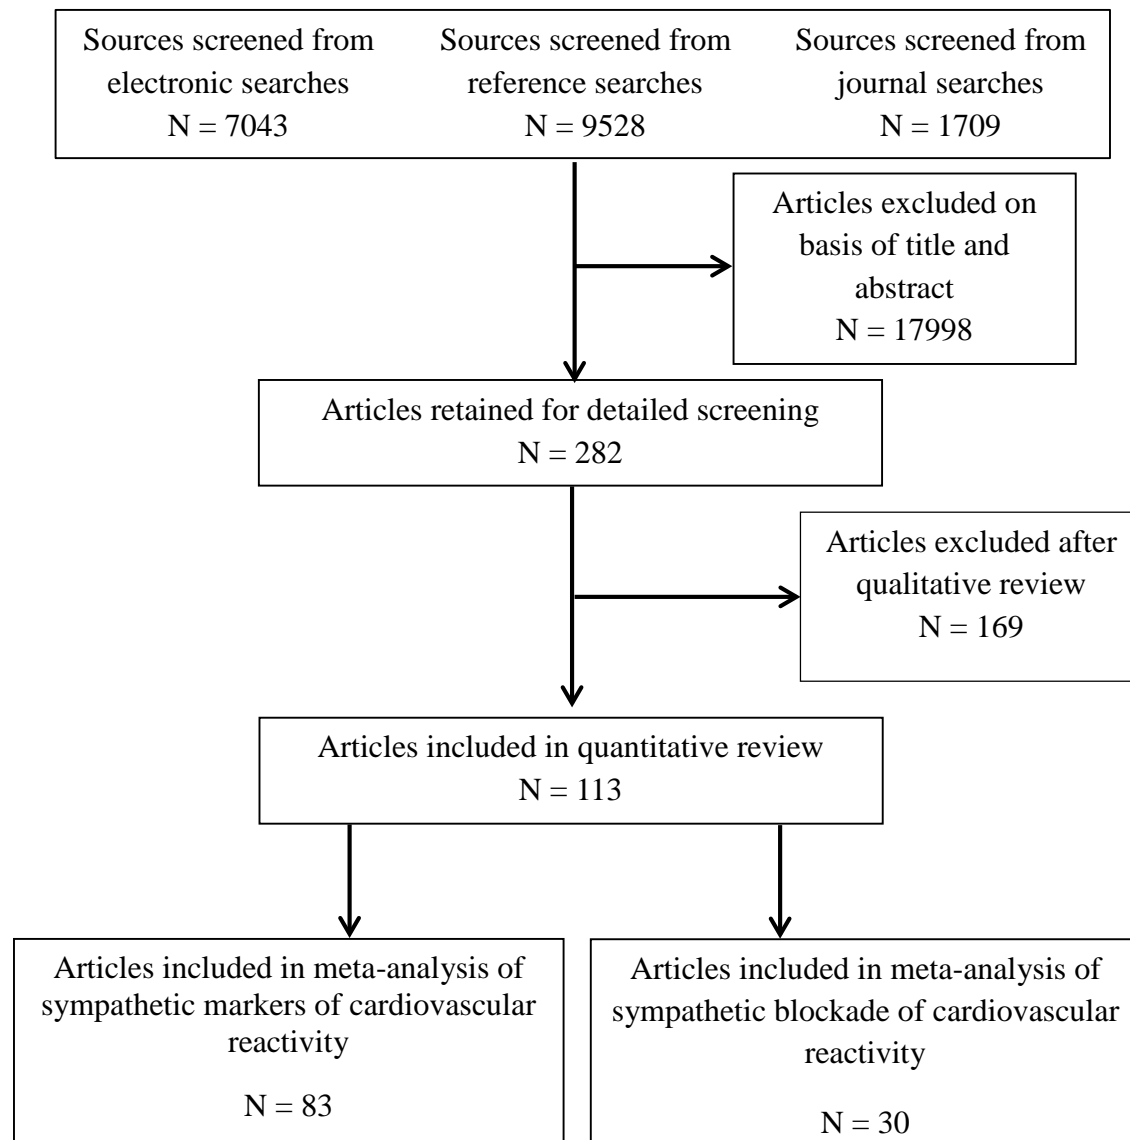 Sources screened from
electronic searches
N = 7043
Sources screened from
reference searches
N = 9528
Sources screened from
journal searches
N = 1709
Articles excluded on
basis of title and
abstract
N = 17998
Articles retained for detailed screening
N = 282
Articles excluded after
qualitative review
N = 169
Articles included in quantitative review
N = 113
Articles included in meta-analysis of
sympathetic markers of cardiovascular
reactivity
N = 83
Articles included in meta-analysis of
sympathetic blockade of cardiovascular
reactivity
N = 30